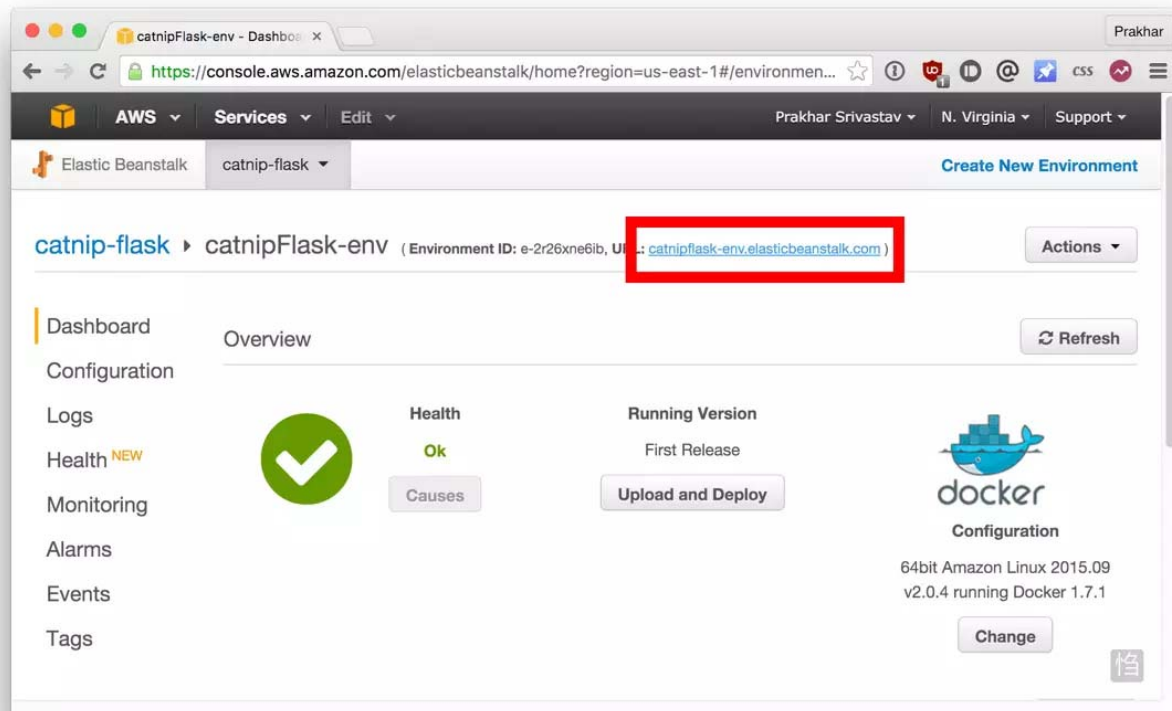 catnipFlask-env - Dashboa
Prakhar
https://console.aws.amazon.com/elasticbeanstalk/home?region=us-east-1#/environmen...
1
css
AWS Services Edit Prakhar Srivastav N. Virginia Support
Elastic Beanstalk catnip-flask Create New Environment
catnip-flask catnipFlask-env ( Environment ID: e-2r26xne6ib, URL: catnipflask-env.elasticbeanstalk.com ) Actions
Dashboard
Configuration
Logs
Health NEW
Monitoring
Alarms
Events
Tags
Overview
Refresh
Health
Ok
Causes
Running Version
First Release
Upload and Deploy
docker
Configuration
64bit Amazon Linux 2015.09
v2.0.4 running Docker 1.7.1
Change